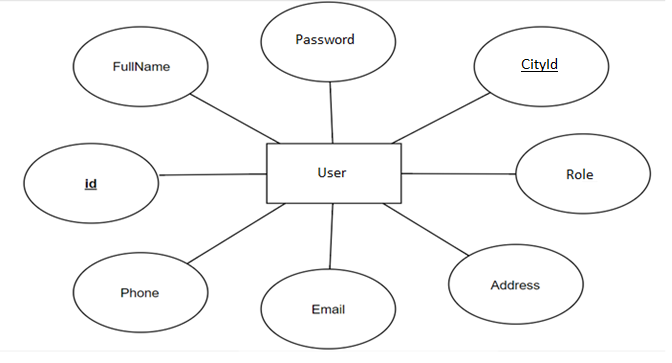 Password
CityId
FullName
User
Role
id
Address
Phone
Email